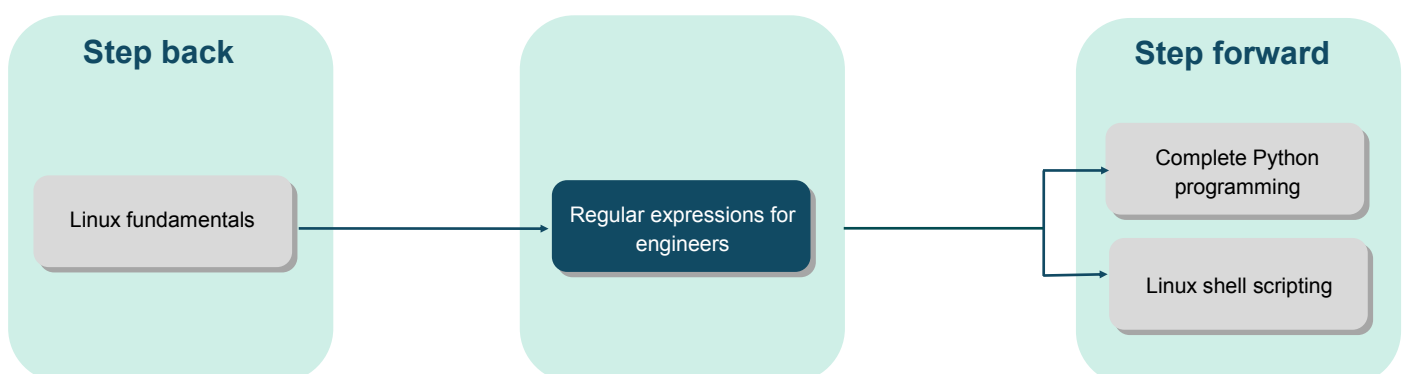 Step back
Linux fundamentals
Regular expressions for
engineers
Step forward
Complete Python
programming
Linux shell scripting